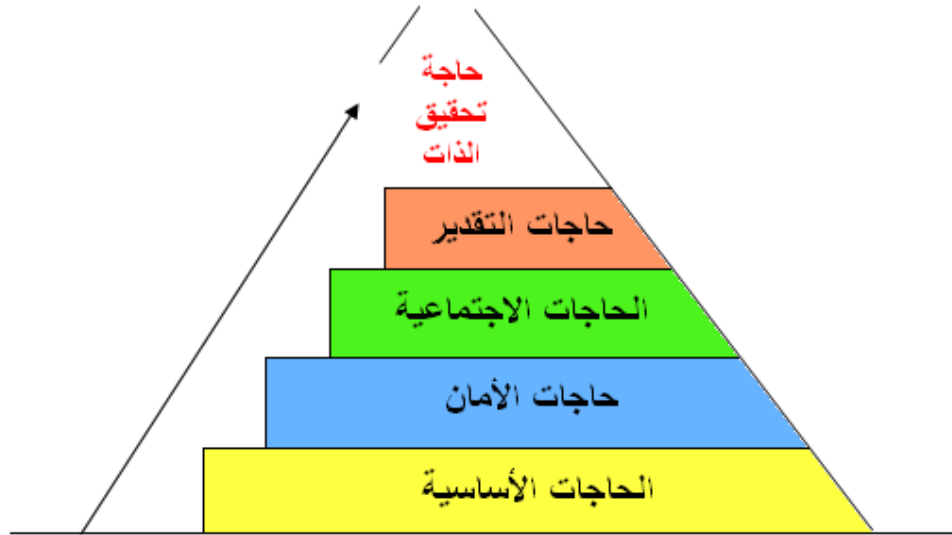 حاجة
تحقيق
الذات
حاجات التقدير
الحاجات الاجتماعية
حاجات الأمان
الحاجات الأساسية